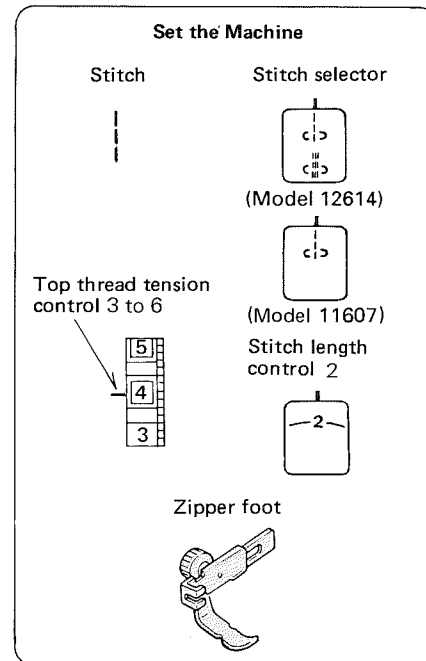 Set the Machine
Stitch
Stitch selector
(Model 12614)
(Model 11607)
Top thread tension
control 3 to 6
5
4
3
Stitch length
control 2
2
Zipper foot